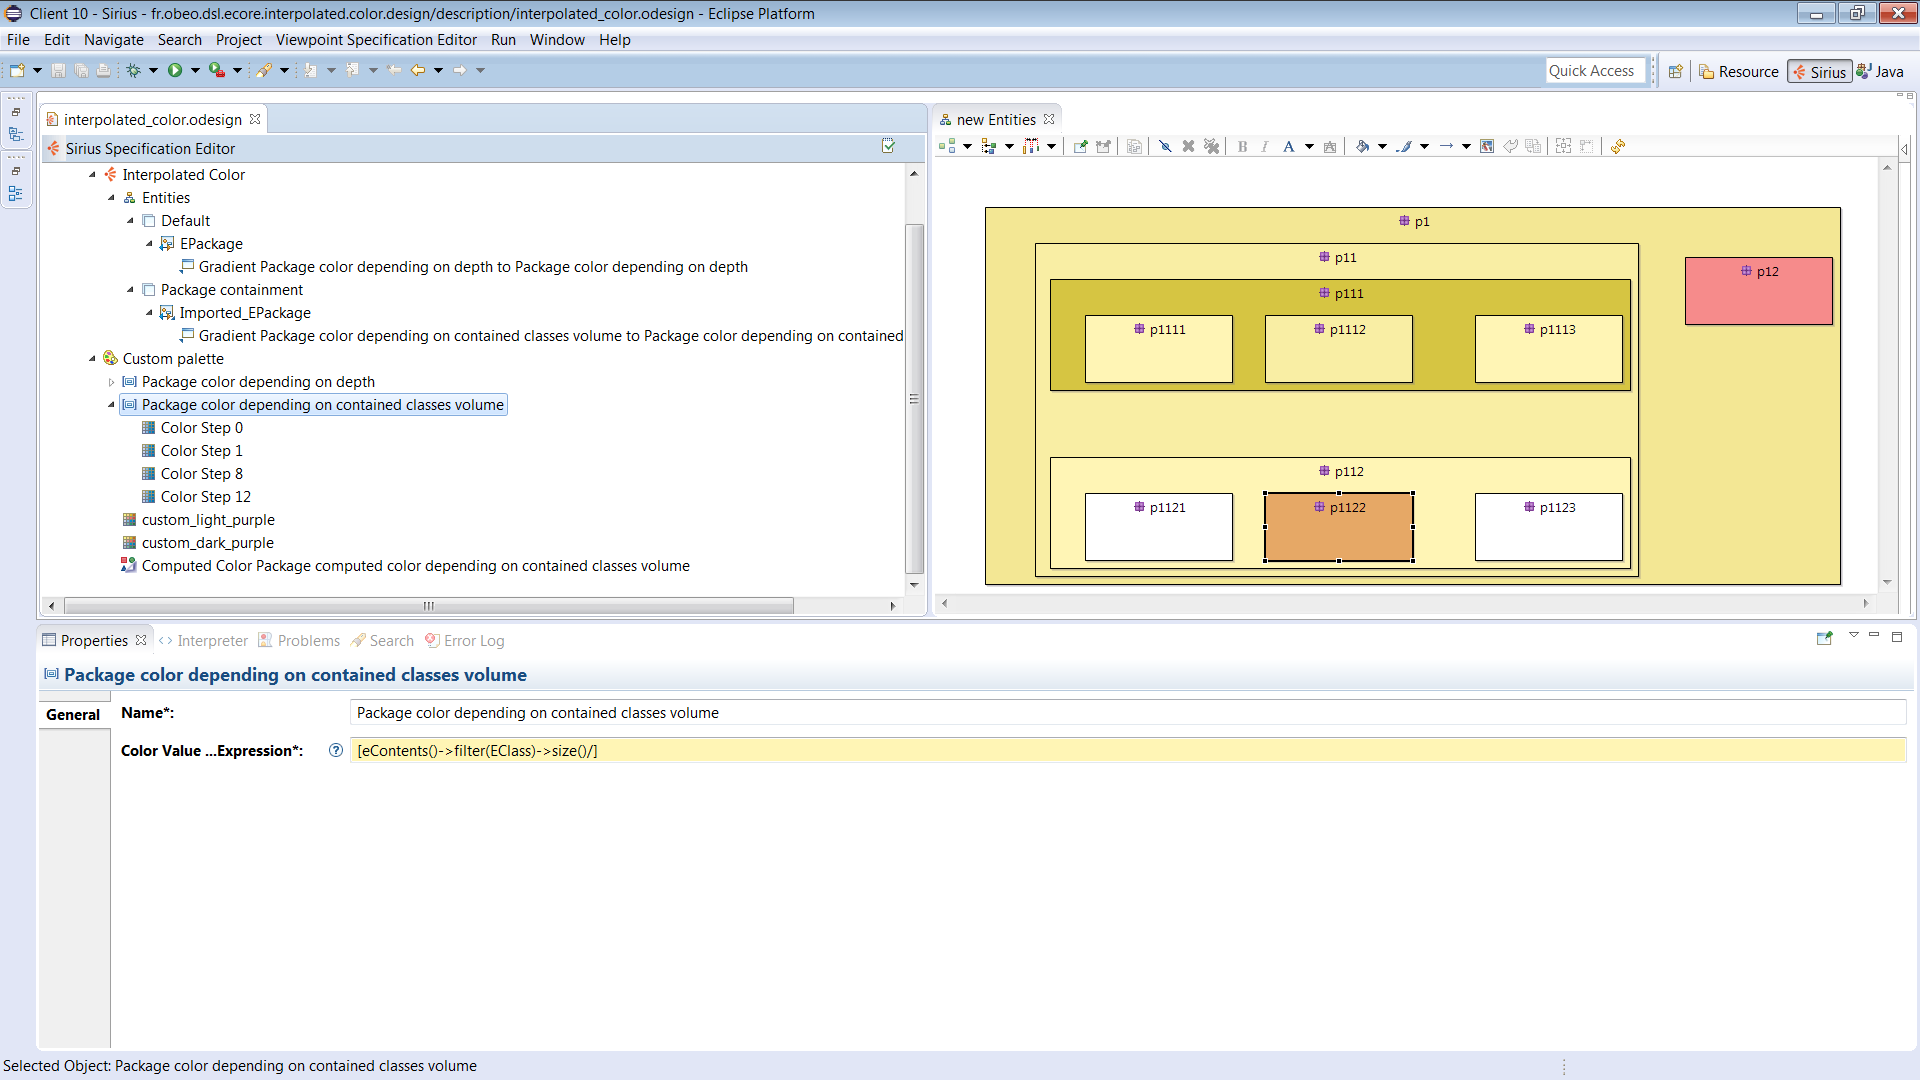 Client 10 - Sirius - fr.obeo.dsl.ecore.interpolated.color.design/description/interpolated_color.odesign - Eclipse Platform
File Edit Navigate Search Project Viewpoint Specification Editor Run Window Help
Quick Access Resource Sirius Java
interpolated_color.odesign
Sirius Specification Editor
Interpolated Color
Entities
Default
EPackage
Gradient Package color depending on depth to Package color depending on depth
Package containment
Imported_EPackage
Gradient Package color depending on contained classes volume to Package color depending on contained
Custom palette
Package color depending on depth
Package color depending on contained classes volume
Color Step 0
Color Step 1
Color Step 8
Color Step 12
custom_light_purple
custom_dark_purple
Computed Color Package computed color depending on contained classes volume
new Entities
B I A
p1
p11
p12
p111
p1111 p1112 p1113
p112
p1121 p1122 p1123
Properties Interpreter Problems Search Error Log
Package color depending on contained classes volume
General
Name*: Package color depending on contained classes volume
Color Value ...Expression*: ? [eContents()->filter(EClass)->size()/]
Selected Object: Package color depending on contained classes volume